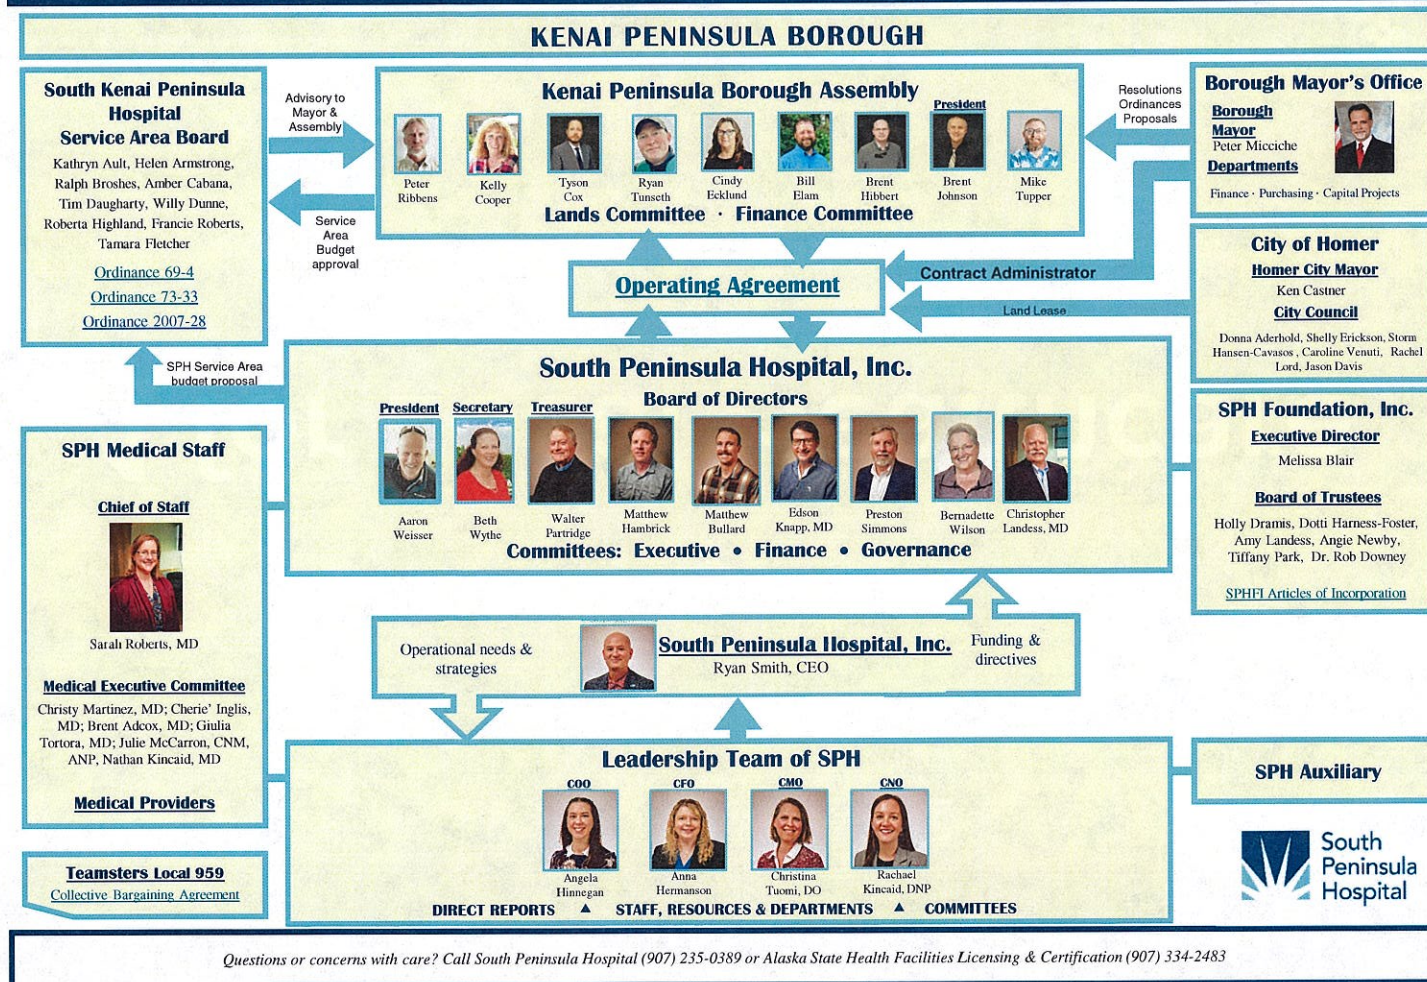 KENAI PENINSULA BOROUGH
South Kenai Peninsula
Hospital
Service Area Board
Kathryn Ault, Helen Armstrong,
Ralph Broshes, Amber Cabana,
Tim Daugharty, Willy Dunne,
Roberta Highland, Francie Roberts,
Tamara Fletcher
Ordinance 69-4
Ordinance 73-33
Ordinance 2007-28
Advisory to
Mayor &
Assembly
Service
Area
Budget
approval
Kenai Peninsula Borough Assembly
President
Peter
Ribbens
Kelly
Cooper
Tyson
Cox
Ryan
Tunseth
Cindy
Ecklund
Bill
Elam
Brent
Hibbert
Brent
Johnson
Mike
Tupper
Lands Committee · Finance Committee
Resolutions
Ordinances
Proposals
Borough Mayor's Office
Borough
Mayor
Peter Micciche
Departments
Finance · Purchasing · Capital Projects
Operating Agreement
Contract Administrator
Land Lease
City of Homer
Homer City Mayor
Ken Castner
City Council
Donna Aderhold, Shelly Erickson, Storm
Hansen-Cavasos , Caroline Venuti, Rachel
Lord, Jason Davis
SPH Service Area
budget proposal
South Peninsula Hospital, Inc.
Board of Directors
President
Secretary
Treasurer
Aaron
Weisser
Beth
Wythe
Walter
Partridge
Matthew
Hambrick
Matthew
Bullard
Edson
Knapp, MD
Preston
Simmons
Bernadette
Wilson
Christopher
Landess, MD
Committees: Executive • Finance • Governance
SPH Foundation, Inc.
Executive Director
Melissa Blair
Board of Trustees
Holly Dramis, Dotti Harness-Foster,
Amy Landess, Angie Newby,
Tiffany Park, Dr. Rob Downey
SPHFI Articles of Incorporation
SPH Medical Staff
Chief of Staff
Sarah Roberts, MD
Medical Executive Committee
Christy Martinez, MD; Cherie' Inglis,
MD; Brent Adcox, MD; Giulia
Tortora, MD; Julie McCarron, CNM,
ANP, Nathan Kincaid, MD
Medical Providers
Operational needs &
strategies
South Peninsula Hospital, Inc.
Ryan Smith, CEO
Funding &
directives
Leadership Team of SPH
COO
CFO
CMO
CNO
Angela
Hinnegan
Anna
Hermanson
Christina
Tuomi, DO
Rachael
Kincaid, DNP
DIRECT REPORTS ▲ STAFF, RESOURCES & DEPARTMENTS ▲ COMMITTEES
SPH Auxiliary
Teamsters Local 959
Collective Bargaining Agreement
South
Peninsula
Hospital
Questions or concerns with care? Call South Peninsula Hospital (907) 235-0389 or Alaska State Health Facilities Licensing & Certification (907) 334-2483